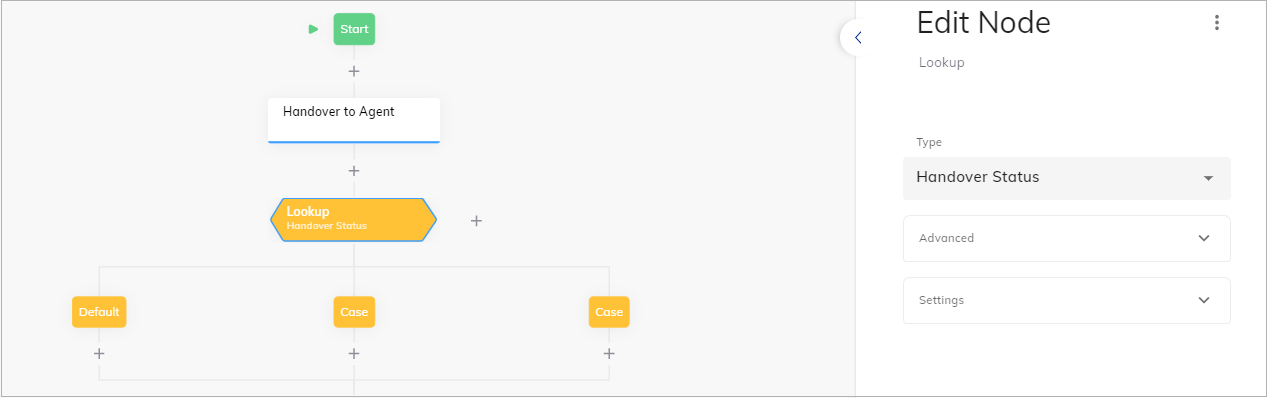 Start
Handover to Agent
Lookup
Handover Status
Default
Case
Case
Edit Node
Lookup
Type
Handover Status
Advanced
Settings